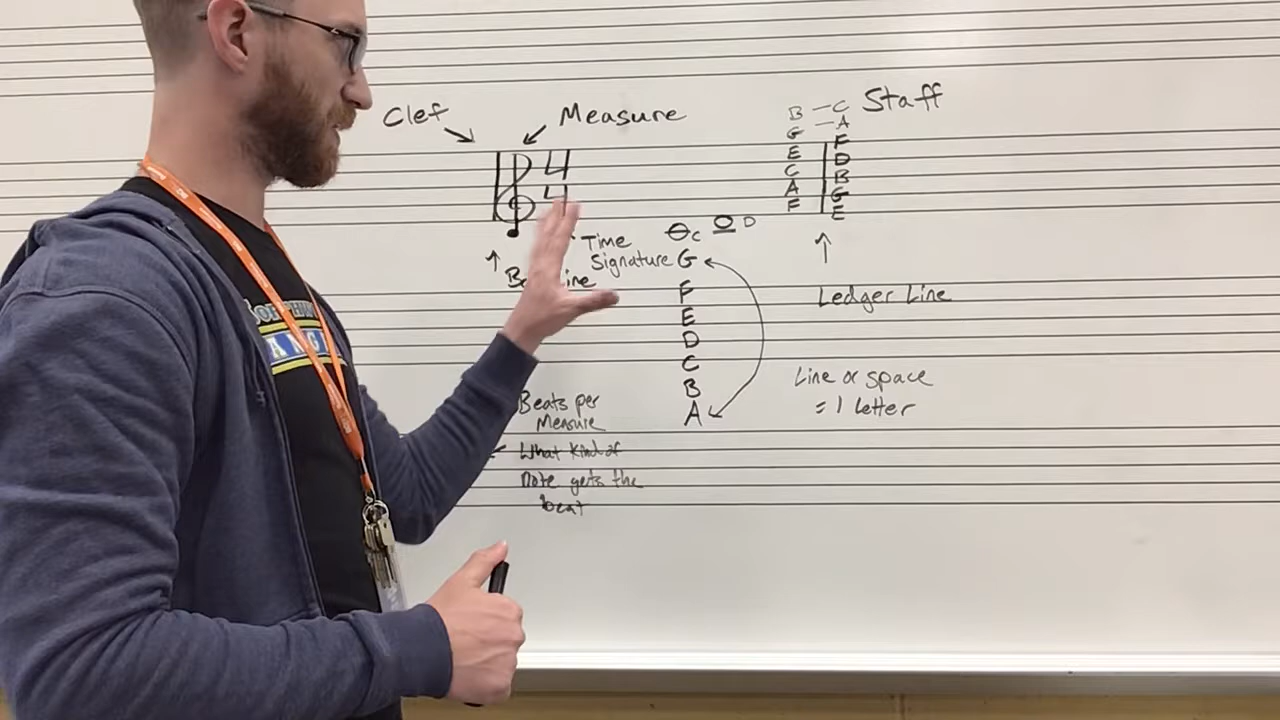 Clef
Measure
4
4
Time
Signature
C
D
G
F
E
D
C
B
A
Beats per
Measure
What kind of
note gets the
beat
B - C
- A
G
E
C
A
F
F
D
B
G
E
Staff
Ledger Line
Line or space
= 1 letter